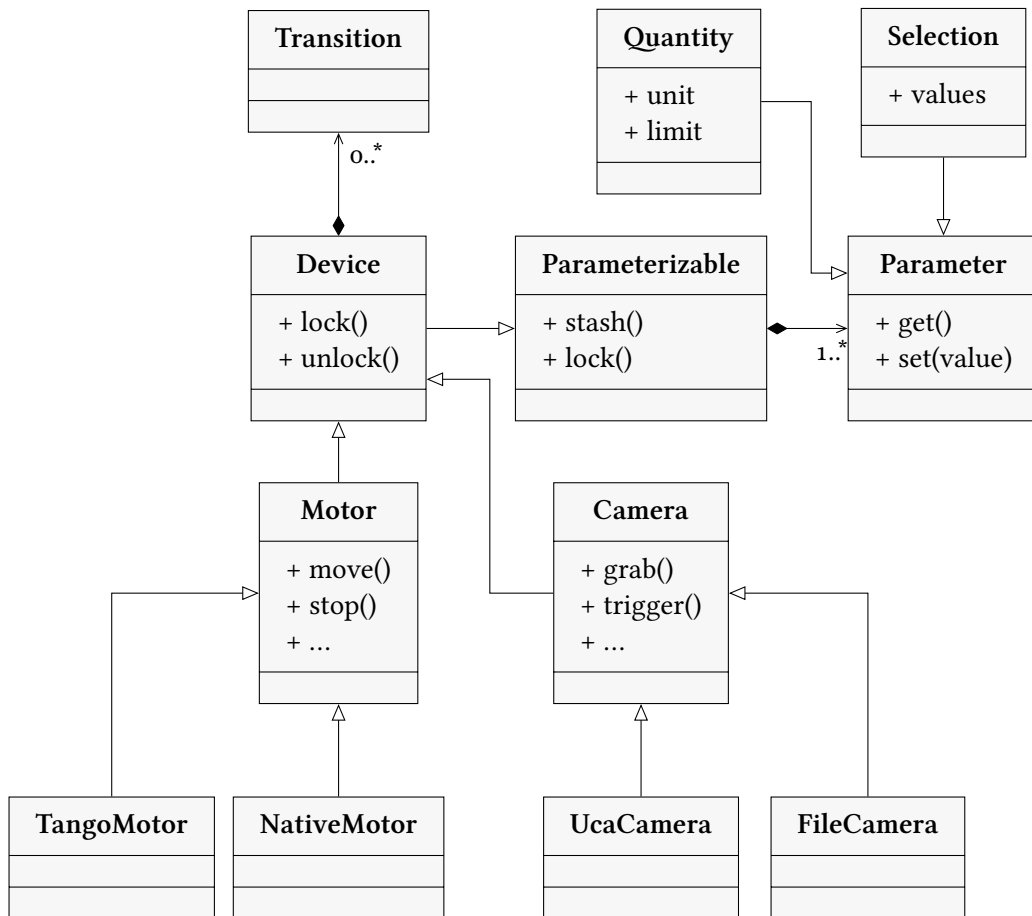 Transition
Quantity
+ unit
+ limit
Selection
+ values
0..*
Device
+ lock()
+ unlock()
Parameterizable
+ stash()
+ lock()
1..*
Parameter
+ get()
+ set(value)
Motor
+ move()
+ stop()
+ ...
Camera
+ grab()
+ trigger()
+ ...
TangoMotor
NativeMotor
UcaCamera
FileCamera